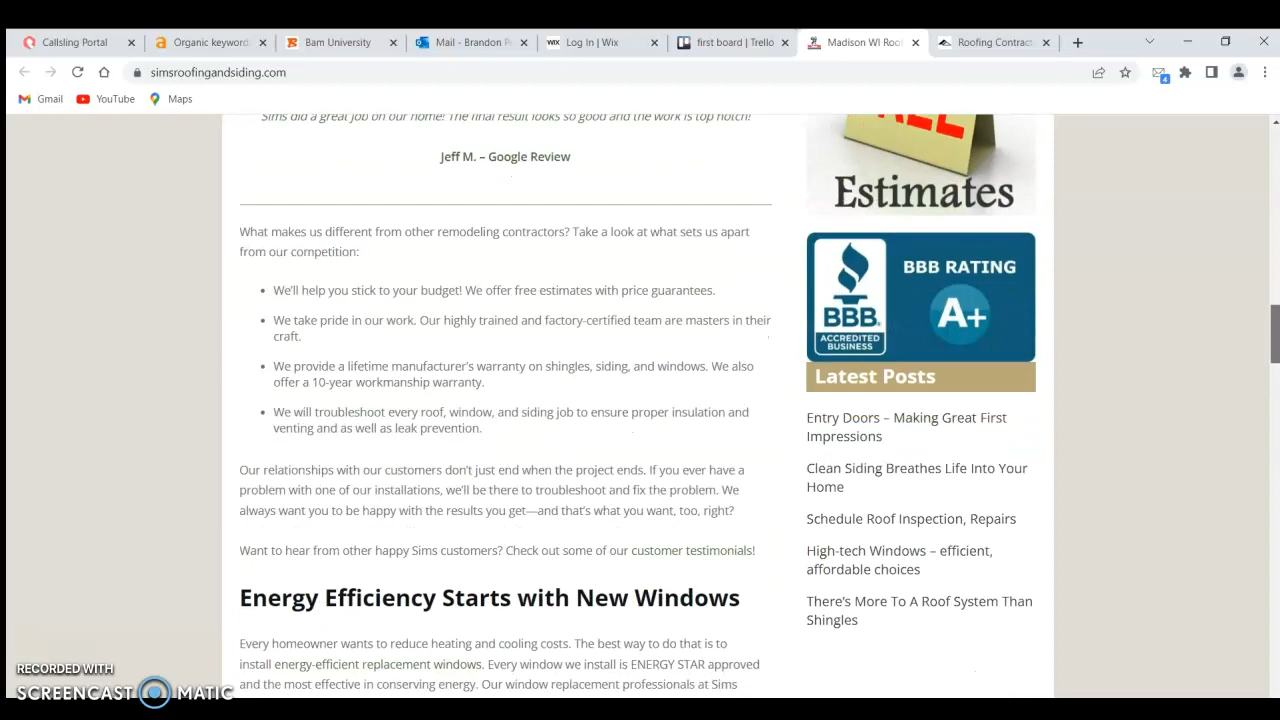 Callsling Portal
Organic keyword
Bam University
Mail - Brandon P
Log In | Wix
first board | Trello
Madison WI Roof
Roofing Contract
simsroofingandsiding.com
4
Gmail
YouTube
Maps
Sims did a great job on our home! The final result looks so good and the work is top notch!
Jeff M. – Google Review
What makes us different from other remodeling contractors? Take a look at what sets us apart
from our competition:
• We'll help you stick to your budget! We offer free estimates with price guarantees.
• We take pride in our work. Our highly trained and factory-certified team are masters in their
craft.
• We provide a lifetime manufacturer's warranty on shingles, siding, and windows. We also
offer a 10-year workmanship warranty.
• We will troubleshoot every roof, window, and siding job to ensure proper insulation and
venting and as well as leak prevention.
Our relationships with our customers don't just end when the project ends. If you ever have a
problem with one of our installations, we'll be there to troubleshoot and fix the problem. We
always want you to be happy with the results you get—and that's what you want, too, right?
Want to hear from other happy Sims customers? Check out some of our customer testimonials!
Energy Efficiency Starts with New Windows
Every homeowner wants to reduce heating and cooling costs. The best way to do that is to
install energy-efficient replacement windows. Every window we install is ENERGY STAR approved
and the most effective in conserving energy. Our window replacement professionals at Sims
Estimates
BBB RATING
A+
BBB
ACCREDITED
BUSINESS
Latest Posts
Entry Doors – Making Great First
Impressions
Clean Siding Breathes Life Into Your
Home
Schedule Roof Inspection, Repairs
High-tech Windows – efficient,
affordable choices
There's More To A Roof System Than
Shingles
RECORDED WITH
SCREENCAST MATIC